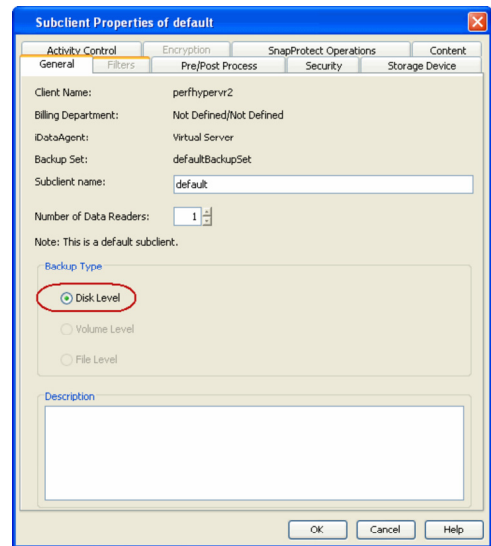 Subclient Properties of default
Activity Control Encryption SnapProtect Operations Content
General Filters Pre/Post Process Security Storage Device
Client Name: perfhypervr2
Billing Department: Not Defined/Not Defined
iDataAgent: Virtual Server
Backup Set: defaultBackupSet
Subclient name: default
Number of Data Readers: 1
Note: This is a default subclient.
Backup Type
Disk Level
Volume Level
File Level
Description
OK Cancel Help